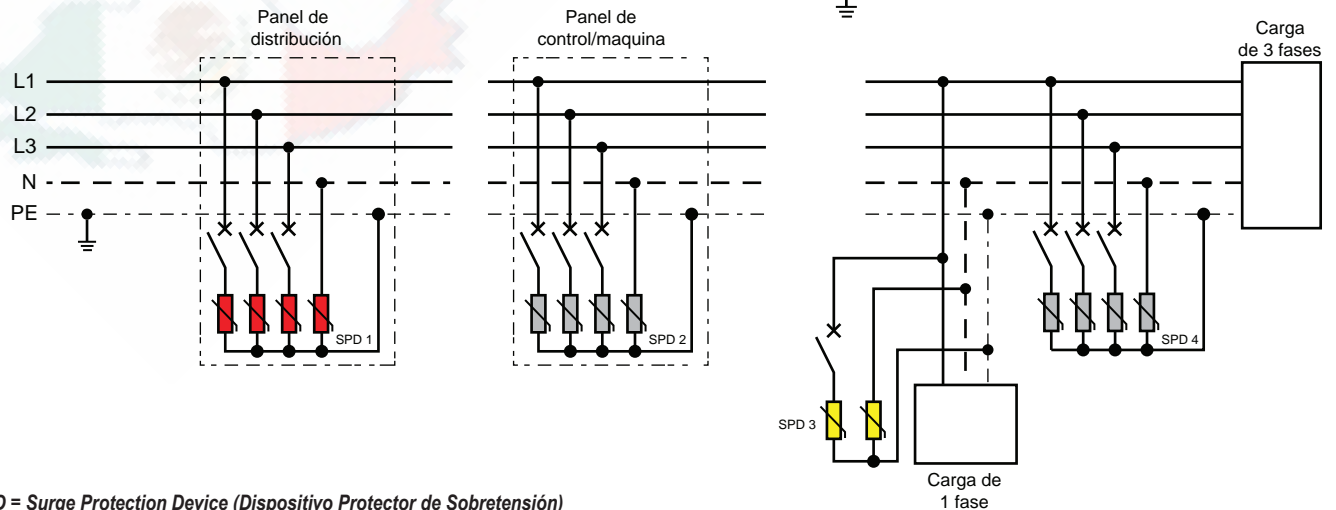 Panel de
distribución
Panel de
control/maquina
Carga
de 3 fases
L1
L2
L3
N
PE
SPD 1
SPD 2
SPD 4
SPD 3
Carga de
1 fase
= Surge Protection Device (Dispositivo Protector de Sobretensión)